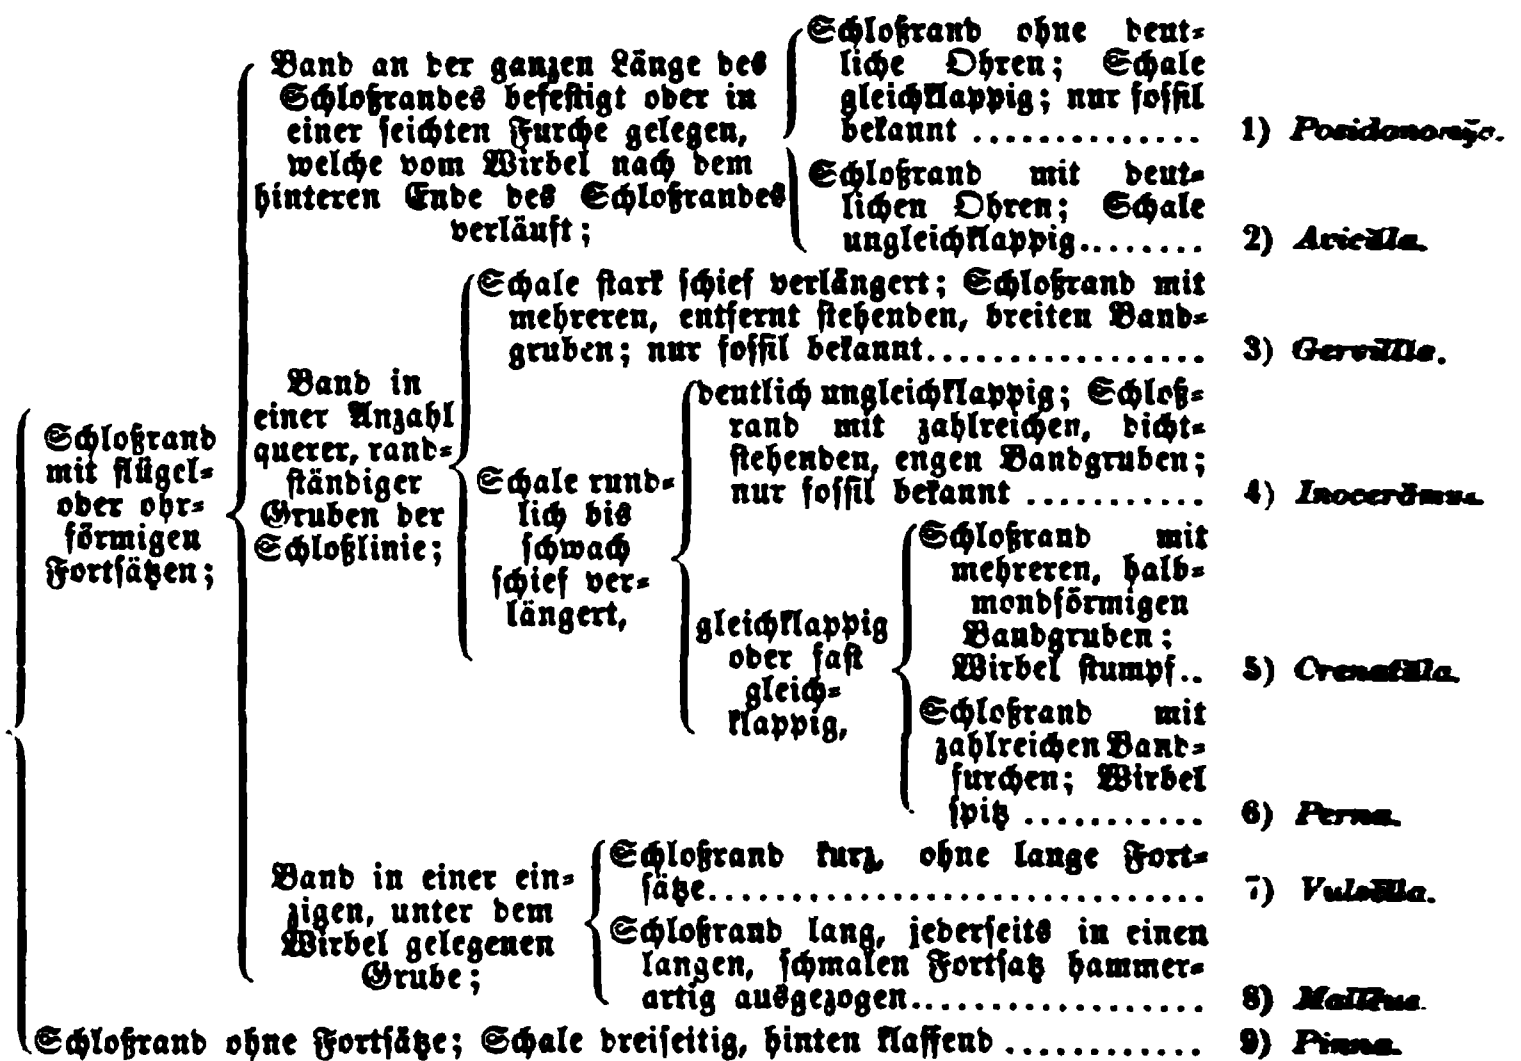 Schloßrand
mit flügel=
oder ohr=
förmigen
Fortsätzen;
Band an der ganzen Länge des
Schloßrandes befestigt oder in
einer seichten Furche gelegen,
welche vom Wirbel nach dem
hinteren Ende des Schloßrandes
verläuft;
Schloßrand ohne deut=
liche Ohren; Schale
gleichklappig; nur fossil
bekannt .............. 1) Posidonomya.
Schloßrand mit deut=
lichen Ohren; Schale
ungleichklappig........ 2) Avicŭla.
Band in
einer Anzahl
querer, rand=
ständiger
Gruben der
Schloßlinie;
Schale stark schief verlängert; Schloßrand mit
mehreren, entfernt stehenden, breiten Band=
gruben; nur fossil bekannt................. 3) Gervillia.
Schale rund=
lich bis
schwach
schief ver=
längert,
deutlich ungleichklappig; Schloß=
rand mit zahlreichen, dicht=
stehenden, engen Bandgruben;
nur fossil bekannt ........... 4) Inocerămus.
gleichklappig
oder fast
gleich=
klappig,
Schloßrand mit
mehreren, halb=
mondförmigen
Bandgruben;
Wirbel stumpf.. 5) Crenatŭla.
Schloßrand mit
zahlreichen Band=
furchen; Wirbel
spitz ........... 6) Perna.
Band in einer ein=
zigen, unter dem
Wirbel gelegenen
Grube;
Schloßrand kurz, ohne lange Fort=
sätze.............................. 7) Vulsella.
Schloßrand lang, jederseits in einen
langen, schmalen Fortsatz hammer=
artig ausgezogen.................. 8) Mallĕus.
Schloßrand ohne Fortsätze; Schale dreiseitig, hinten klaffend ............ 9) Pinna.